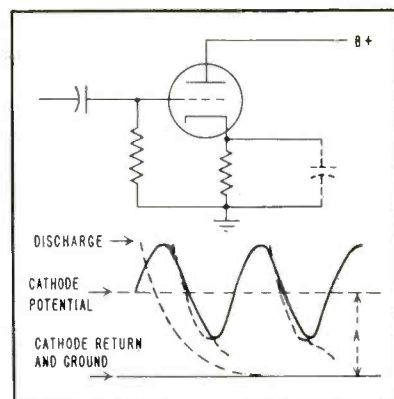 B+
DISCHARGE
CATHODE
POTENTIAL
CATHODE RETURN
AND GROUND
A